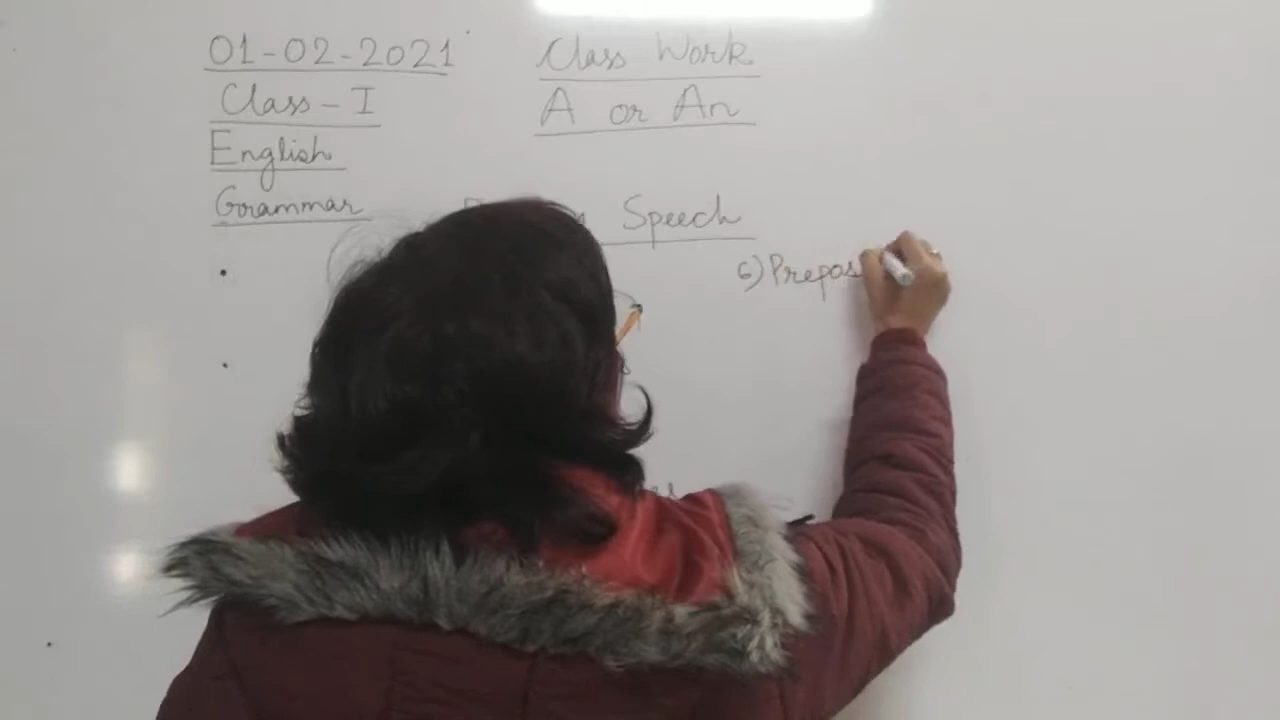 01-02-2021 Class Work
Class-I A or An
English
Grammar Speech
6) Prepos